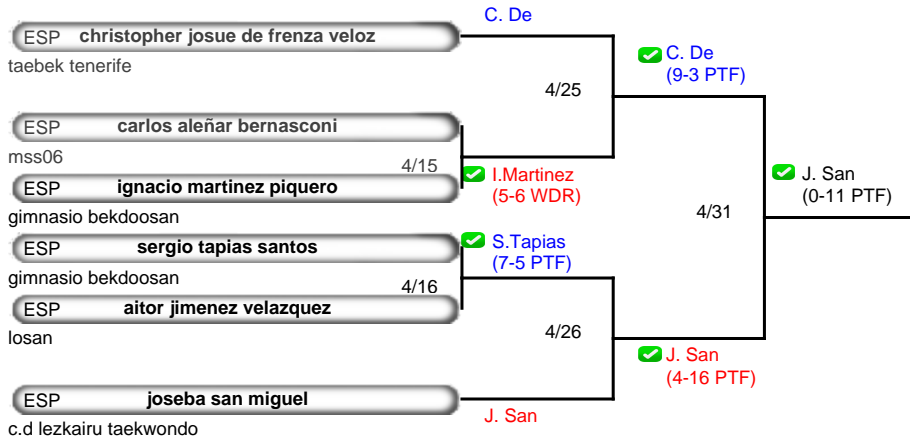 C. De
ESP christopher josue de frenza veloz
taebek tenerife
C. De
(9-3 PTF)
4/25
ESP carlos aleñar bernasconi
mss06
4/15
I.Martinez
(5-6 WDR)
ESP ignacio martinez piquero
gimnasio bekdoosan
J. San
(0-11 PTF)
4/31
ESP sergio tapias santos
gimnasio bekdoosan
S.Tapias
(7-5 PTF)
4/16
ESP aitor jimenez velazquez
losan
4/26
J. San
(4-16 PTF)
ESP joseba san miguel
c.d lezkairu taekwondo
J. San